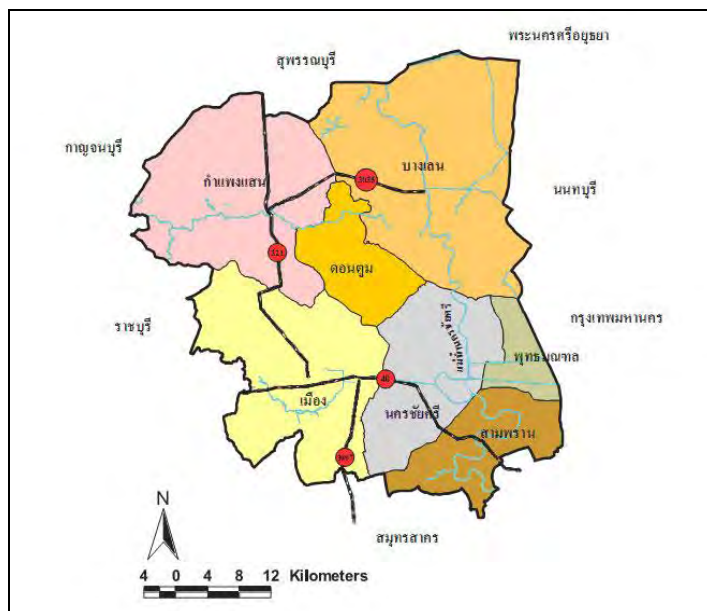 พระนครศรีอยุธยา
สุพรรณบุรี
กาญจนบุรี
บางเลน
กำแพงแสน
นนทบุรี
321
ดอนตูม
ราชบุรี
กรุงเทพมหานคร
พุทธมณฑล
เมือง
นครชัยศรี
สามพราน
สมุทรสาคร
N
4 0 4 8 12 Kilometers